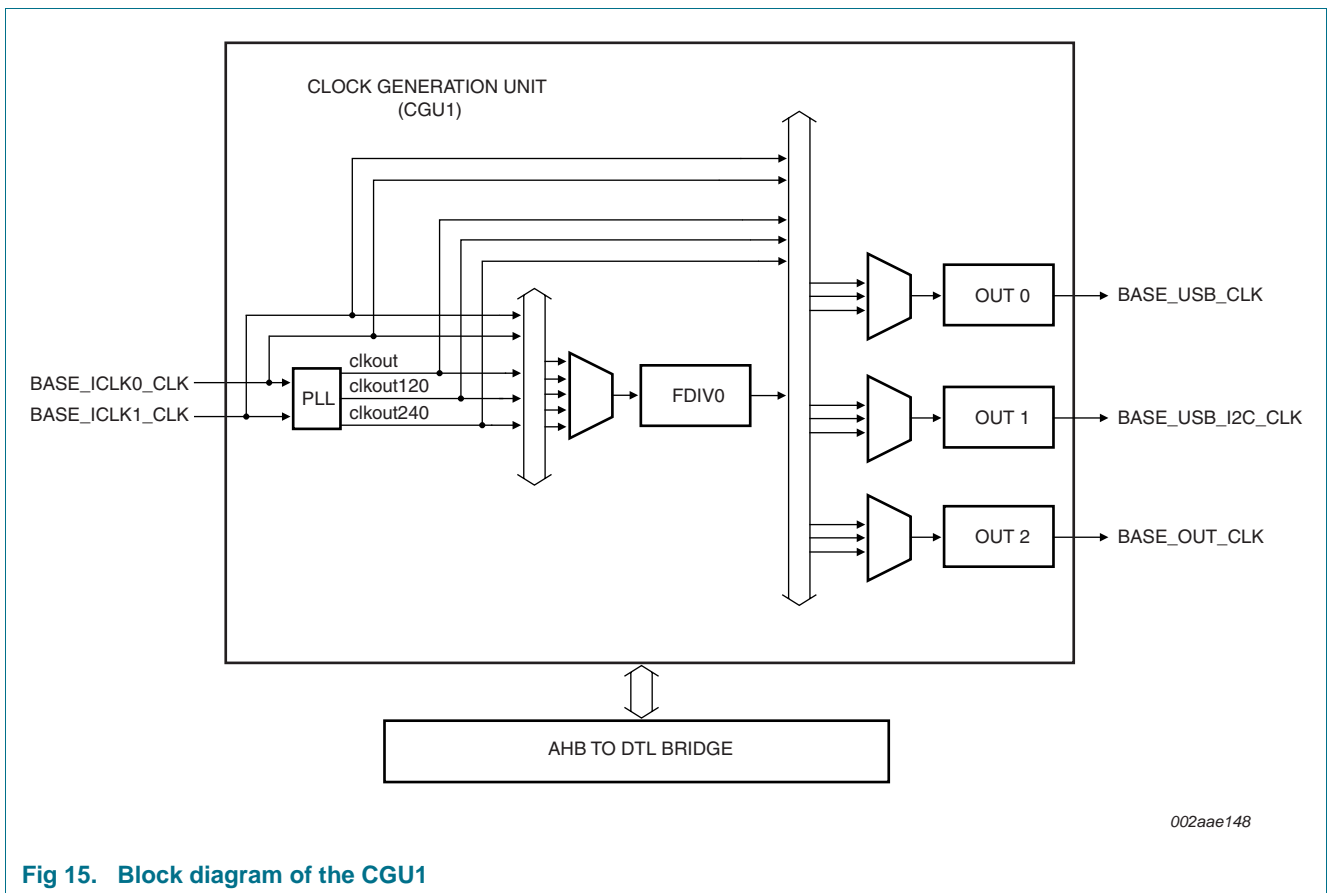 CLOCK GENERATION UNIT
(CGU1)
clkout
clkout120
clkout240
BASE_ICLK0_CLK
BASE_ICLK1_CLK
PLL
FDIV0
OUT 0
BASE_USB_CLK
OUT 1
BASE_USB_I2C_CLK
OUT 2
BASE_OUT_CLK
AHB TO DTL BRIDGE
002aae148
Fig 15. Block diagram of the CGU1